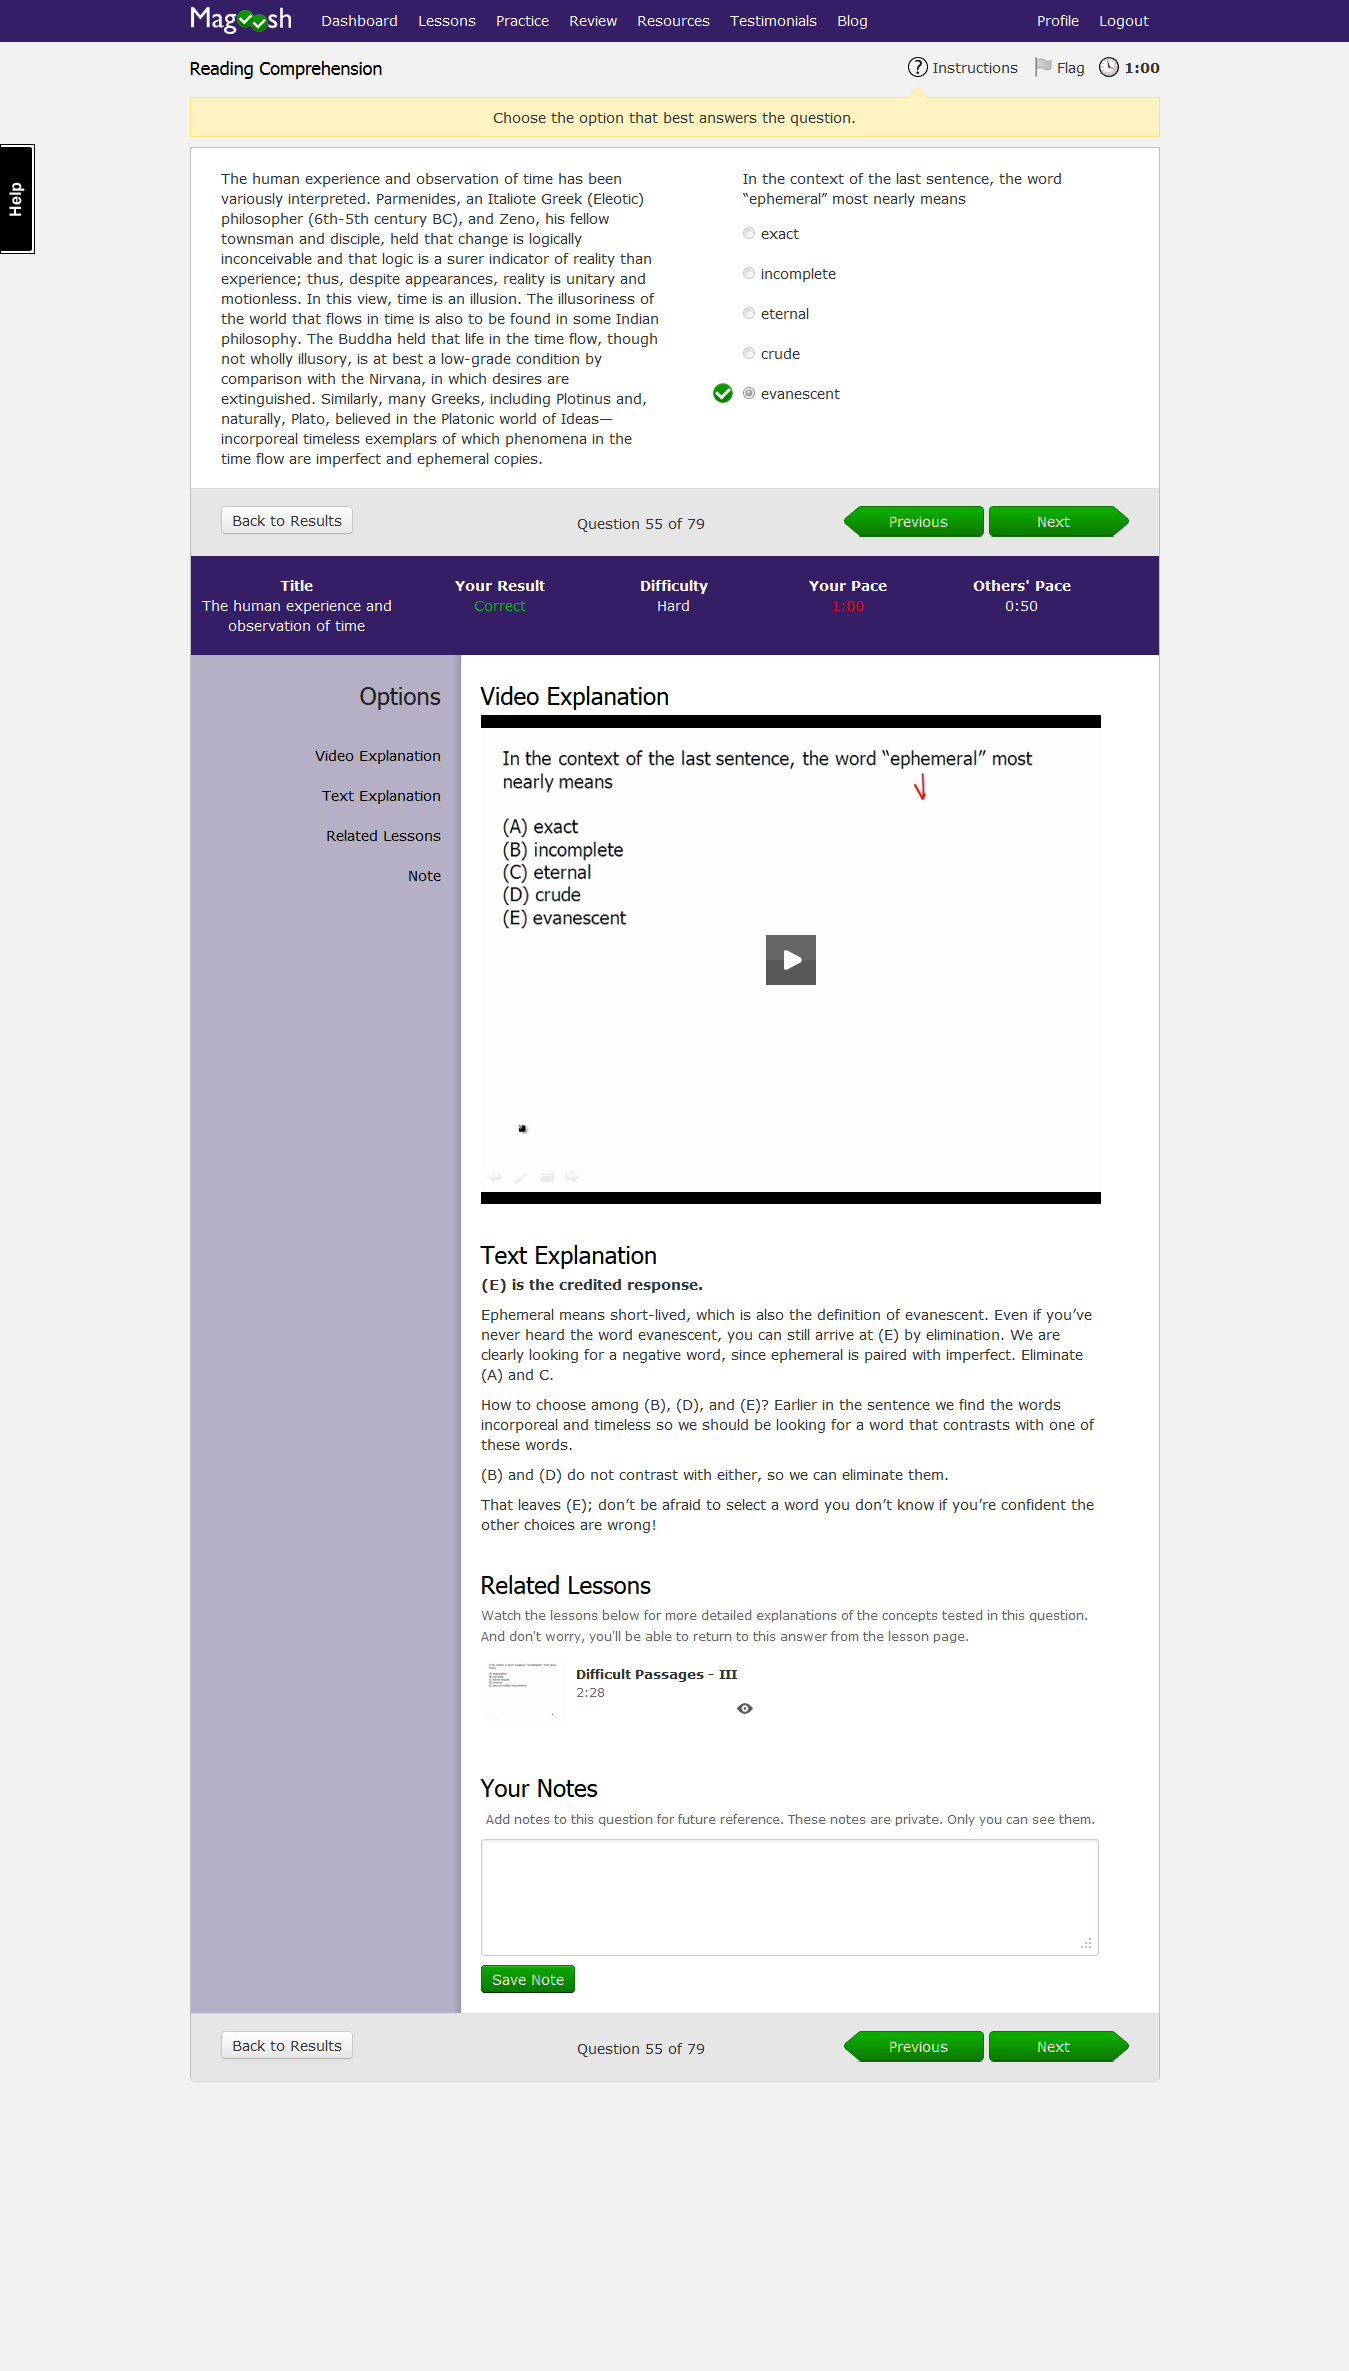 Magoosh Dashboard Lessons Practice Review Resources Testimonials Blog Profile Logout
Reading Comprehension
Instructions Flag 1:00
Choose the option that best answers the question.
Help
The human experience and observation of time has been
variously interpreted. Parmenides, an Italiote Greek (Eleotic)
philosopher (6th-5th century BC), and Zeno, his fellow
townsman and disciple, held that change is logically
inconceivable and that logic is a surer indicator of reality than
experience; thus, despite appearances, reality is unitary and
motionless. In this view, time is an illusion. The illusoriness of
the world that flows in time is also to be found in some Indian
philosophy. The Buddha held that life in the time flow, though
not wholly illusory, is at best a low-grade condition by
comparison with the Nirvana, in which desires are
extinguished. Similarly, many Greeks, including Plotinus and,
naturally, Plato, believed in the Platonic world of Ideas—
incorporeal timeless exemplars of which phenomena in the
time flow are imperfect and ephemeral copies.
In the context of the last sentence, the word
“ephemeral” most nearly means
exact
incomplete
eternal
crude
evanescent
Back to Results
Question 55 of 79
Previous
Next
Title
The human experience and
observation of time
Your Result
Correct
Difficulty
Hard
Your Pace
1:00
Others' Pace
0:50
Options
Video Explanation
Text Explanation
Related Lessons
Note
Video Explanation
In the context of the last sentence, the word “ephemeral” most
nearly means
(A) exact
(B) incomplete
(C) eternal
(D) crude
(E) evanescent
Text Explanation
(E) is the credited response.
Ephemeral means short-lived, which is also the definition of evanescent. Even if you’ve
never heard the word evanescent, you can still arrive at (E) by elimination. We are
clearly looking for a negative word, since ephemeral is paired with imperfect. Eliminate
(A) and C.
How to choose among (B), (D), and (E)? Earlier in the sentence we find the words
incorporeal and timeless so we should be looking for a word that contrasts with one of
these words.
(B) and (D) do not contrast with either, so we can eliminate them.
That leaves (E); don’t be afraid to select a word you don’t know if you’re confident the
other choices are wrong!
Related Lessons
Watch the lessons below for more detailed explanations of the concepts tested in this question.
And don't worry, you'll be able to return to this answer from the lesson page.
Difficult Passages - III
2:28
Your Notes
Add notes to this question for future reference. These notes are private. Only you can see them.
Save Note
Back to Results
Question 55 of 79
Previous
Next